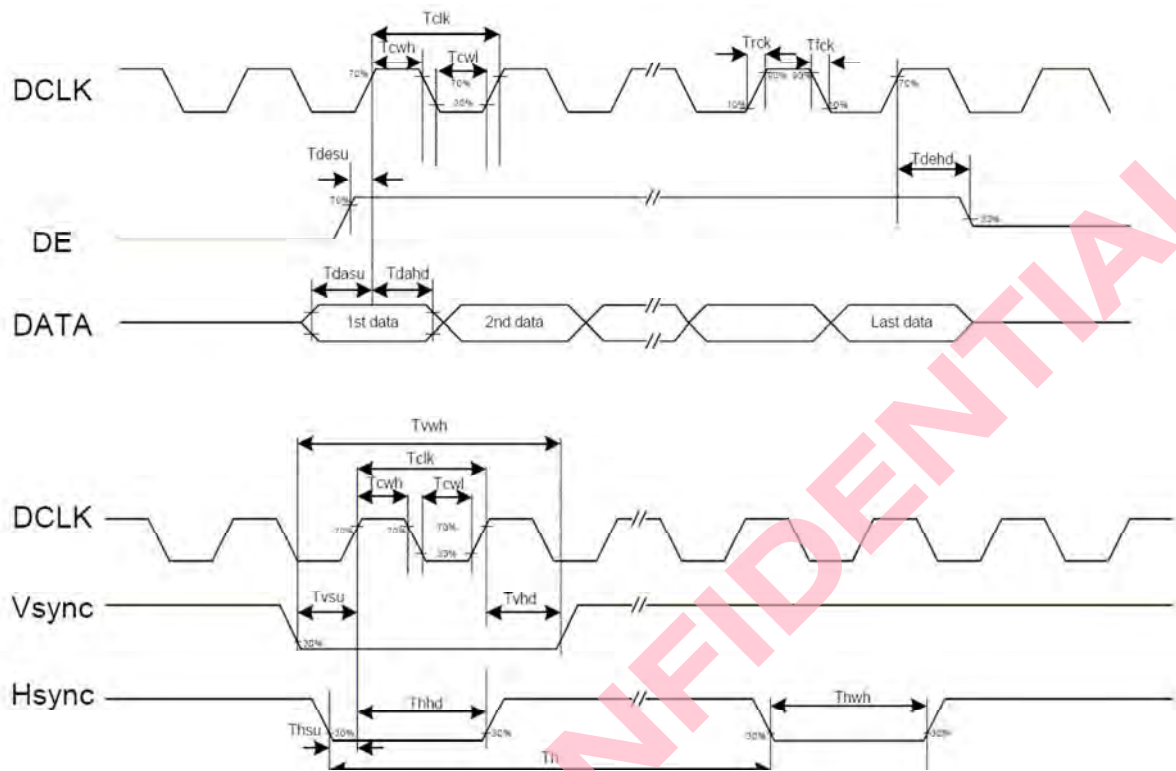 Tclk
Tcwh Tcwl Trck Tfck
DCLK 70% 70% 30% 10% 90% 90% 70%
Tdesu Tdehd
70%
DE 30%
Tdasu Tdahd
DATA 1st data 2nd data Last data
Tvwh
Tclk
Tcwh Tcwl
DCLK 70% 70% 70%
30%
Vsync Tvsu Tvhd
30%
Hsync Thhd Thwh
Thsu 30% 30% 30% 30%
Th
NFIDENTIAL